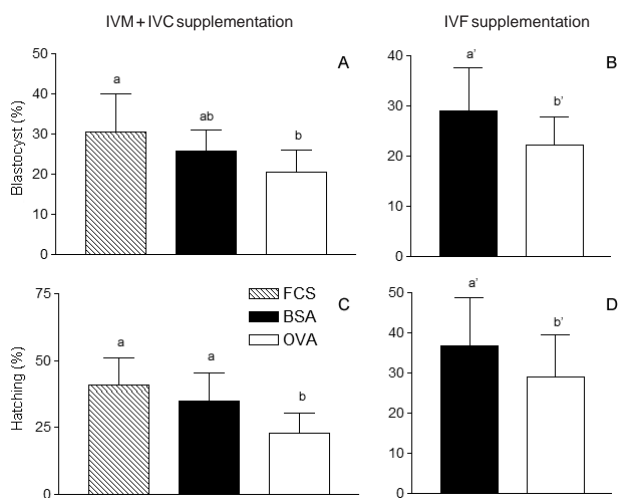 IVM + IVC supplementation
IVF supplementation
A
Blastocyst (%)
50
40
30
20
10
0
a
ab
b
B
40
30
20
10
0
a'
b'
C
Hatching (%)
75
50
25
0
a
a
b
FCS
BSA
OVA
D
50
40
30
20
10
0
a'
b'